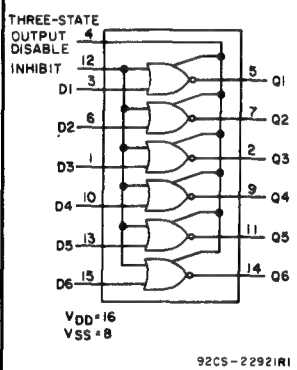 THREE-STATE
OUTPUT 4
DISABLE
INHIBIT 12
D1 3 5 Q1
D2 6 7 Q2
D3 1 2 Q3
D4 10 9 Q4
D5 13 11 Q5
D6 15 14 Q6
VDD=16
VSS=8
92CS-22921R1